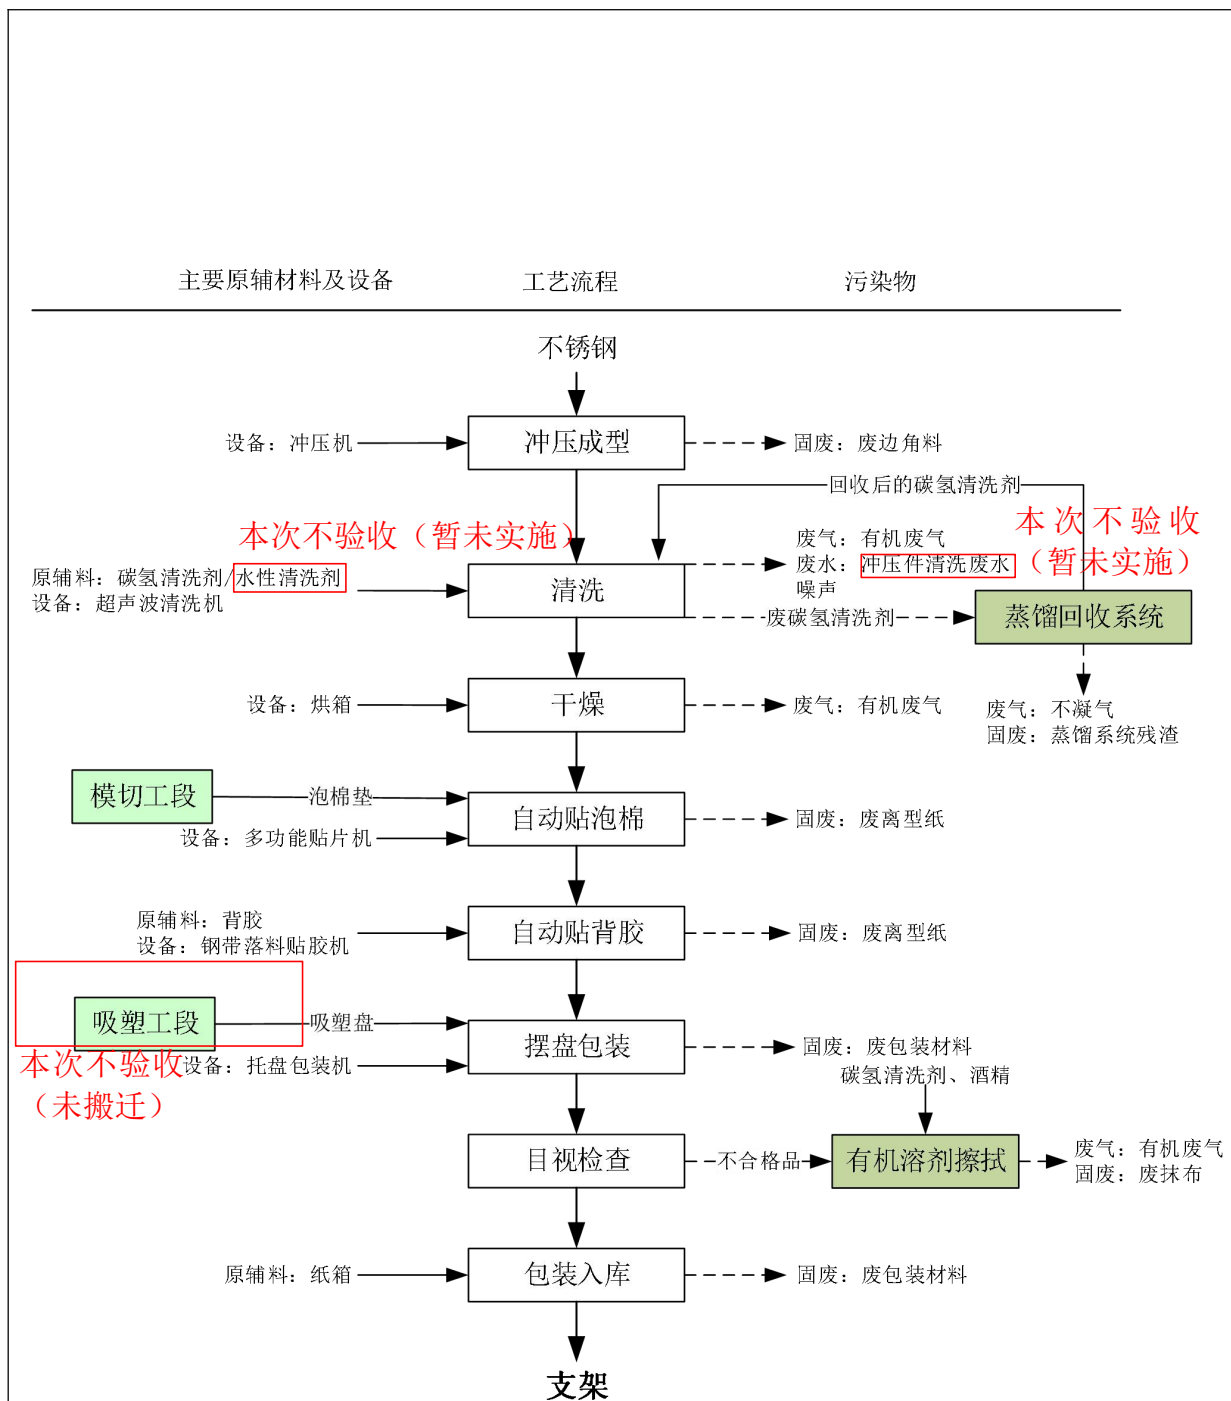 主要原辅材料及设备
工艺流程
污染物
不锈钢
设备：冲压机
冲压成型
固废：废边角料
回收后的碳氢清洗剂
本次不验收（暂未实施）
本次不验收
（暂未实施）
废气：有机废气
废水：冲压件清洗废水
噪声
原辅料：碳氢清洗剂/水性清洗剂
设备：超声波清洗机
清洗
废碳氢清洗剂
蒸馏回收系统
设备：烘箱
干燥
废气：有机废气
废气：不凝气
固废：蒸馏系统残渣
模切工段
泡棉垫
设备：多功能贴片机
自动贴泡棉
固废：废离型纸
原辅料：背胶
设备：钢带落料贴胶机
自动贴背胶
固废：废离型纸
吸塑工段
吸塑盘
本次不验收
（未搬迁）
设备：托盘包装机
摆盘包装
固废：废包装材料
碳氢清洗剂、酒精
目视检查
不合格品
有机溶剂擦拭
废气：有机废气
固废：废抹布
原辅料：纸箱
包装入库
固废：废包装材料
支架